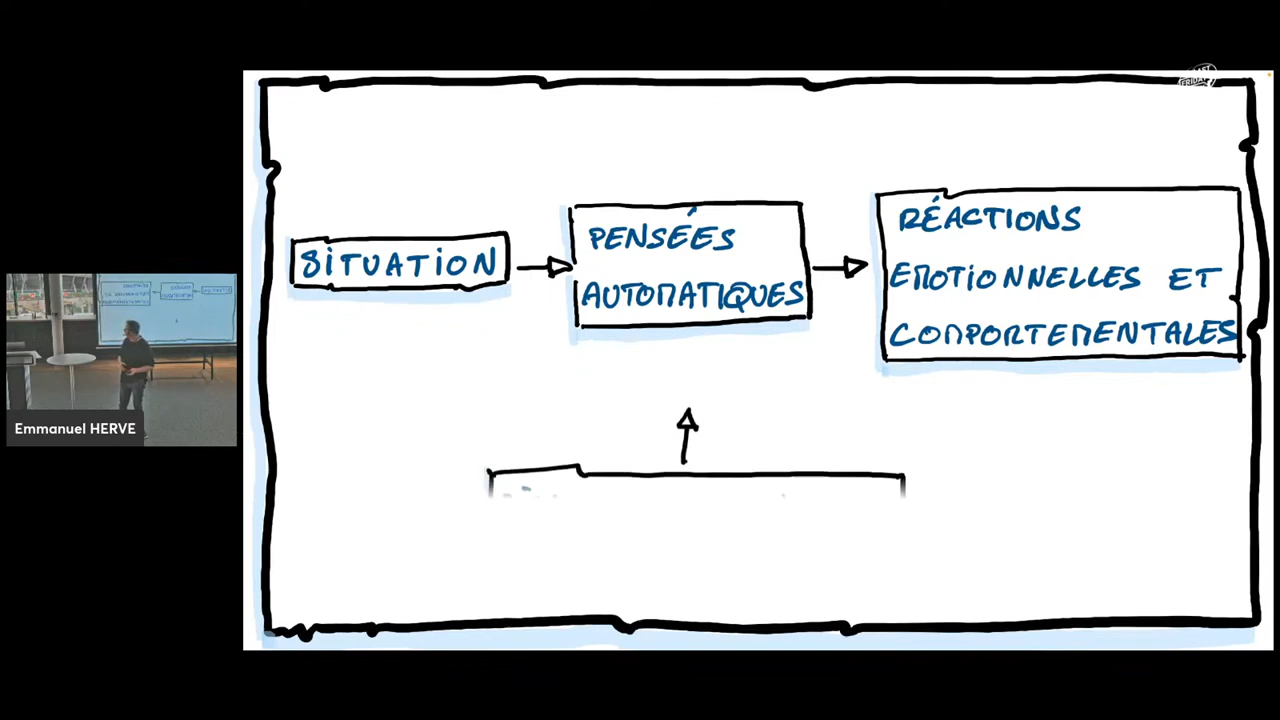 SITUATION
PENSÉES
AUTOMATIQUES
RÉACTIONS
EMOTIONNELLES ET
COMPORTEMENTALES
Emmanuel HERVE